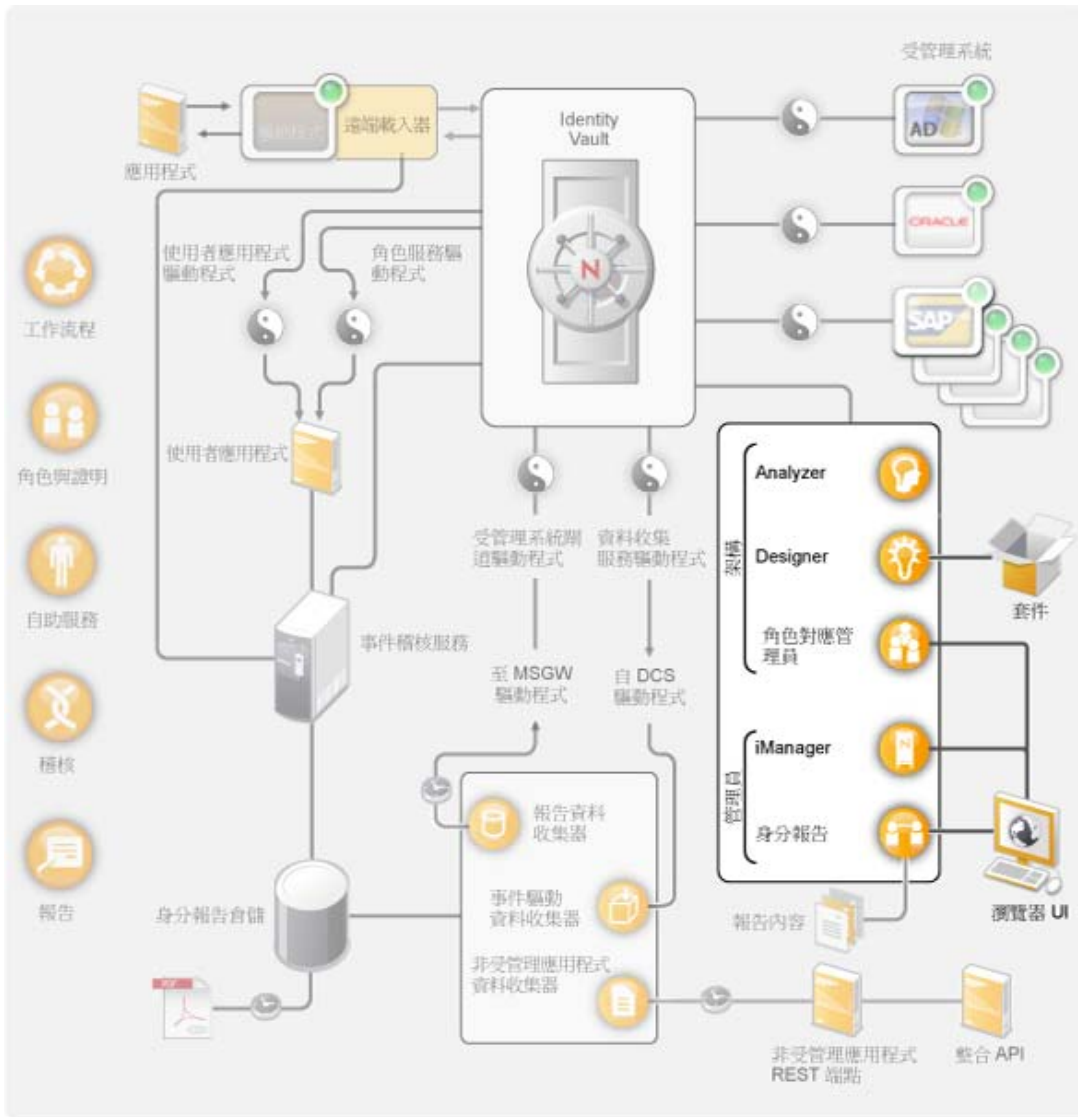 受管理系統
Identity
Vault
AD
遠端載入器
應用程式
ORACLE
使用者應用程式
驅動程式
角色服務驅
動程式
N
工作流程
SAP
使用者應用程式
角色與證明
Analyzer
架構
受管理系統閘
道驅動程式
資料收集
服務驅動程式
Designer
套件
自助服務
事件稽核服務
角色對應管
理員
至 MSGW
驅動程式
自 DCS
驅動程式
稽核
iManager
管理員
報告資料
收集器
身分報告
報告
事件驅動
資料收集器
身分報告倉儲
報告內容
瀏覽器 UI
非受管理應用程式
資料收集器
PDF
非受管理應用程式
REST 端點
整合 API